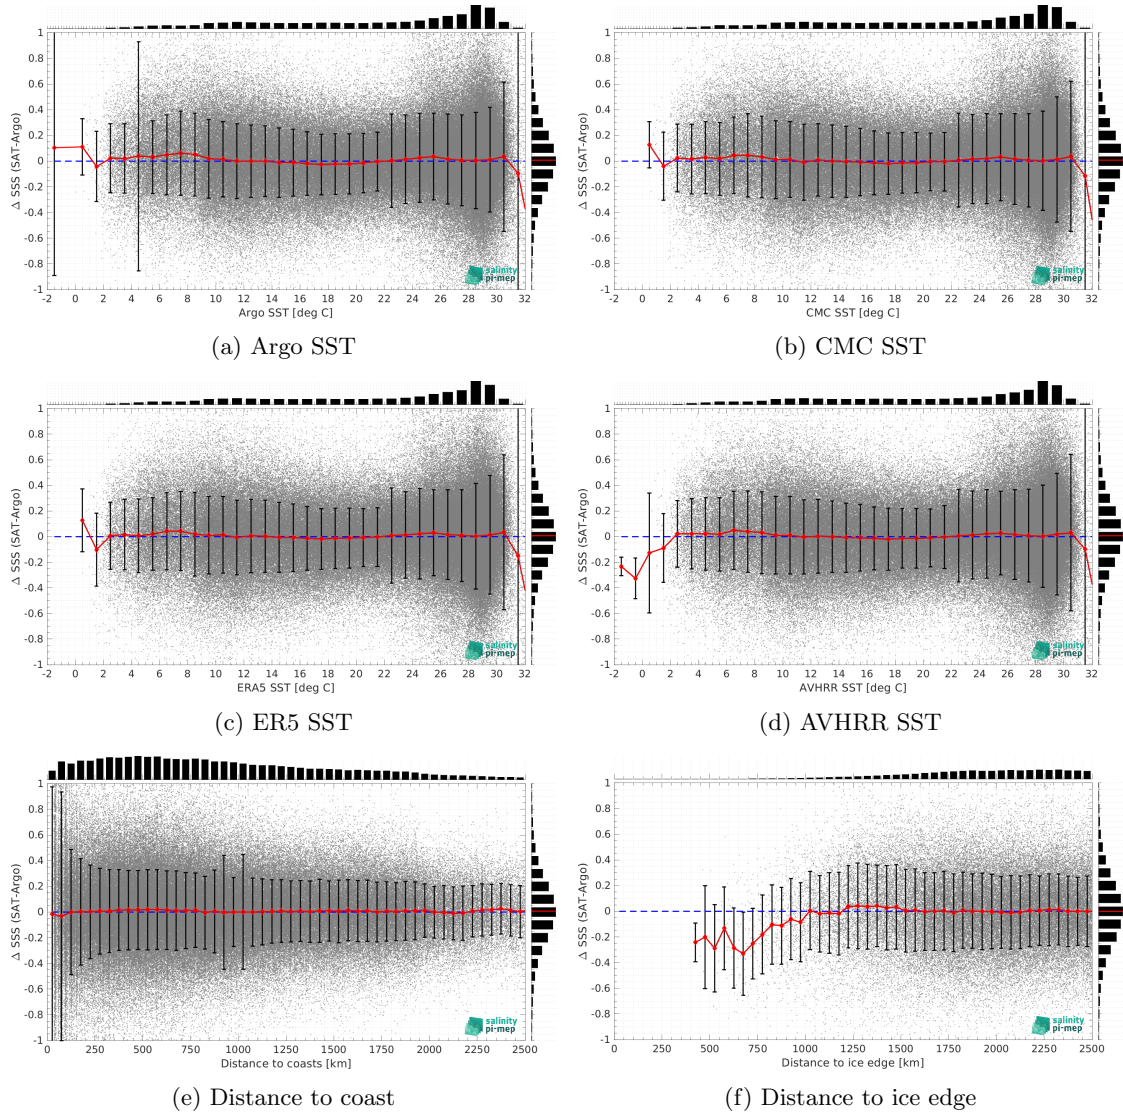 1
0.8
0.6
0.4
0.2
0
-0.2
-0.4
-0.6
-0.8
-1
Δ SSS (SAT-Argo)
salinity
pi-mep
-2 0 2 4 6 8 10 12 14 16 18 20 22 24 26 28 30 32
Argo SST [deg C]
(a) Argo SST
1
0.8
0.6
0.4
0.2
0
-0.2
-0.4
-0.6
-0.8
-1
Δ SSS (SAT-Argo)
salinity
pi-mep
-2 0 2 4 6 8 10 12 14 16 18 20 22 24 26 28 30 32
CMC SST [deg C]
(b) CMC SST
1
0.8
0.6
0.4
0.2
0
-0.2
-0.4
-0.6
-0.8
-1
Δ SSS (SAT-Argo)
salinity
pi-mep
-2 0 2 4 6 8 10 12 14 16 18 20 22 24 26 28 30 32
ERA5 SST [deg C]
(c) ER5 SST
1
0.8
0.6
0.4
0.2
0
-0.2
-0.4
-0.6
-0.8
-1
Δ SSS (SAT-Argo)
salinity
pi-mep
-2 0 2 4 6 8 10 12 14 16 18 20 22 24 26 28 30 32
AVHRR SST [deg C]
(d) AVHRR SST
1
0.8
0.6
0.4
0.2
0
-0.2
-0.4
-0.6
-0.8
-1
Δ SSS (SAT-Argo)
salinity
pi-mep
0 250 500 750 1000 1250 1500 1750 2000 2250 2500
Distance to coasts [km]
(e) Distance to coast
1
0.8
0.6
0.4
0.2
0
-0.2
-0.4
-0.6
-0.8
-1
Δ SSS (SAT-Argo)
salinity
pi-mep
0 250 500 750 1000 1250 1500 1750 2000 2250 2500
Distance to ice edge [km]
(f) Distance to ice edge